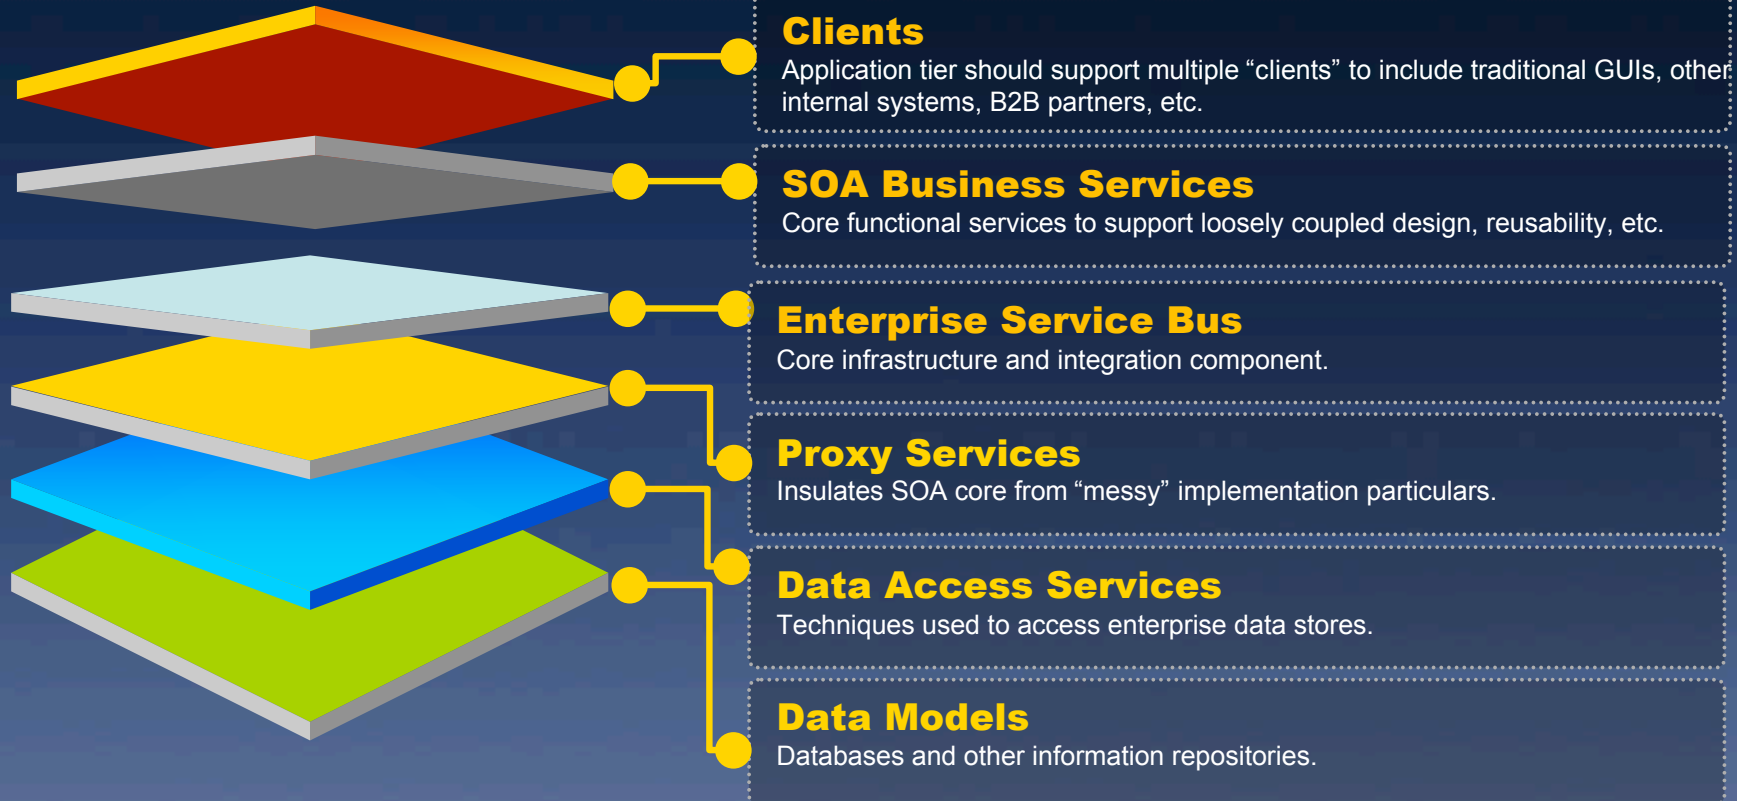 Clients
Application tier should support multiple “clients” to include traditional GUIs, other
internal systems, B2B partners, etc.
SOA Business Services
Core functional services to support loosely coupled design, reusability, etc.
Enterprise Service Bus
Core infrastructure and integration component.
Proxy Services
Insulates SOA core from “messy” implementation particulars.
Data Access Services
Techniques used to access enterprise data stores.
Data Models
Databases and other information repositories.